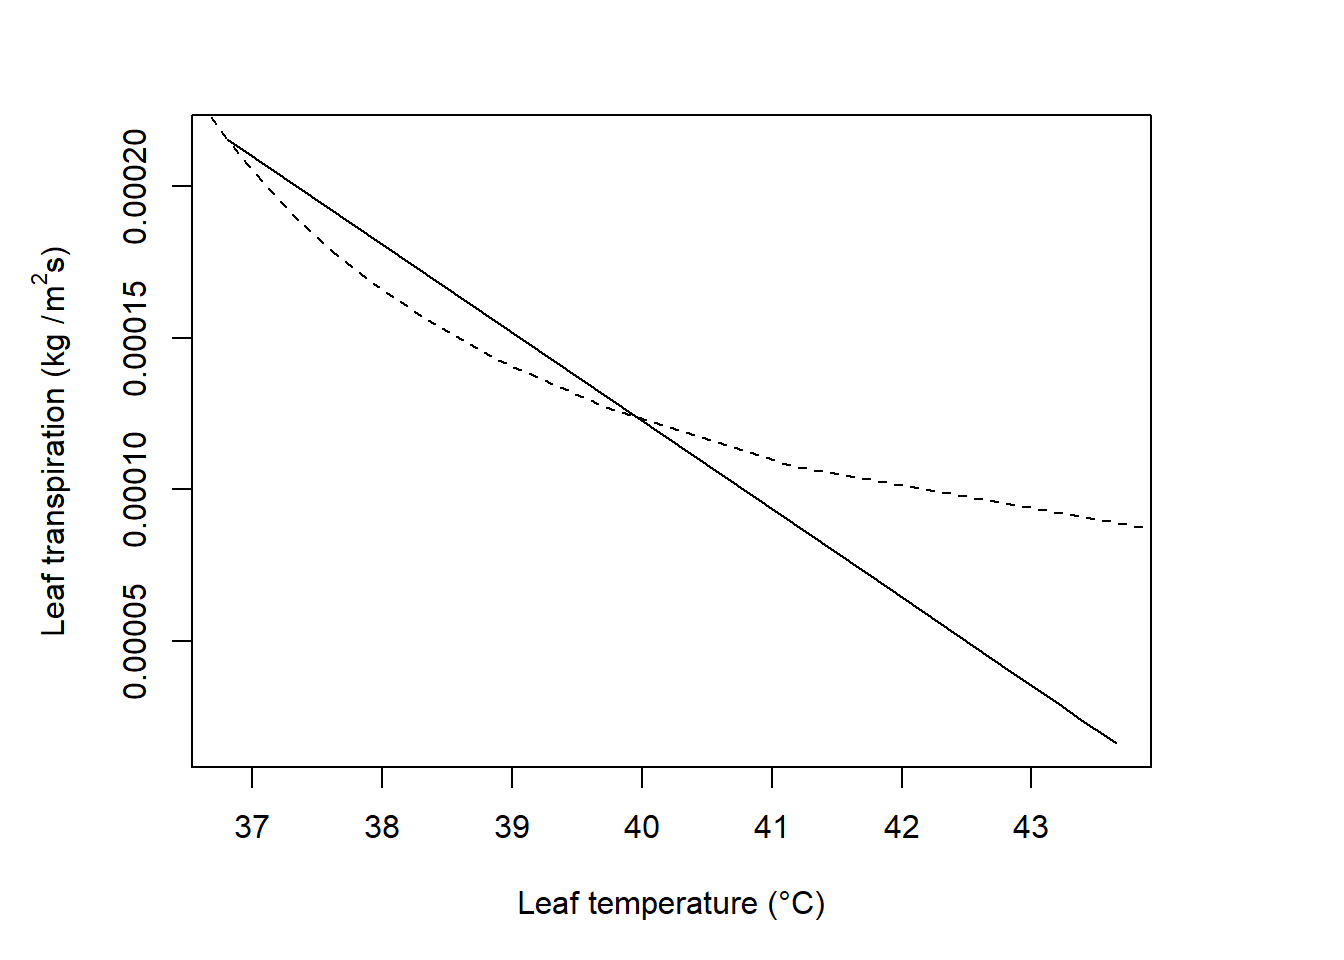 Leaf transpiration (kg / m²s)
0.00020
0.00015
0.00010
0.00005
37 38 39 40 41 42 43
Leaf temperature (°C)